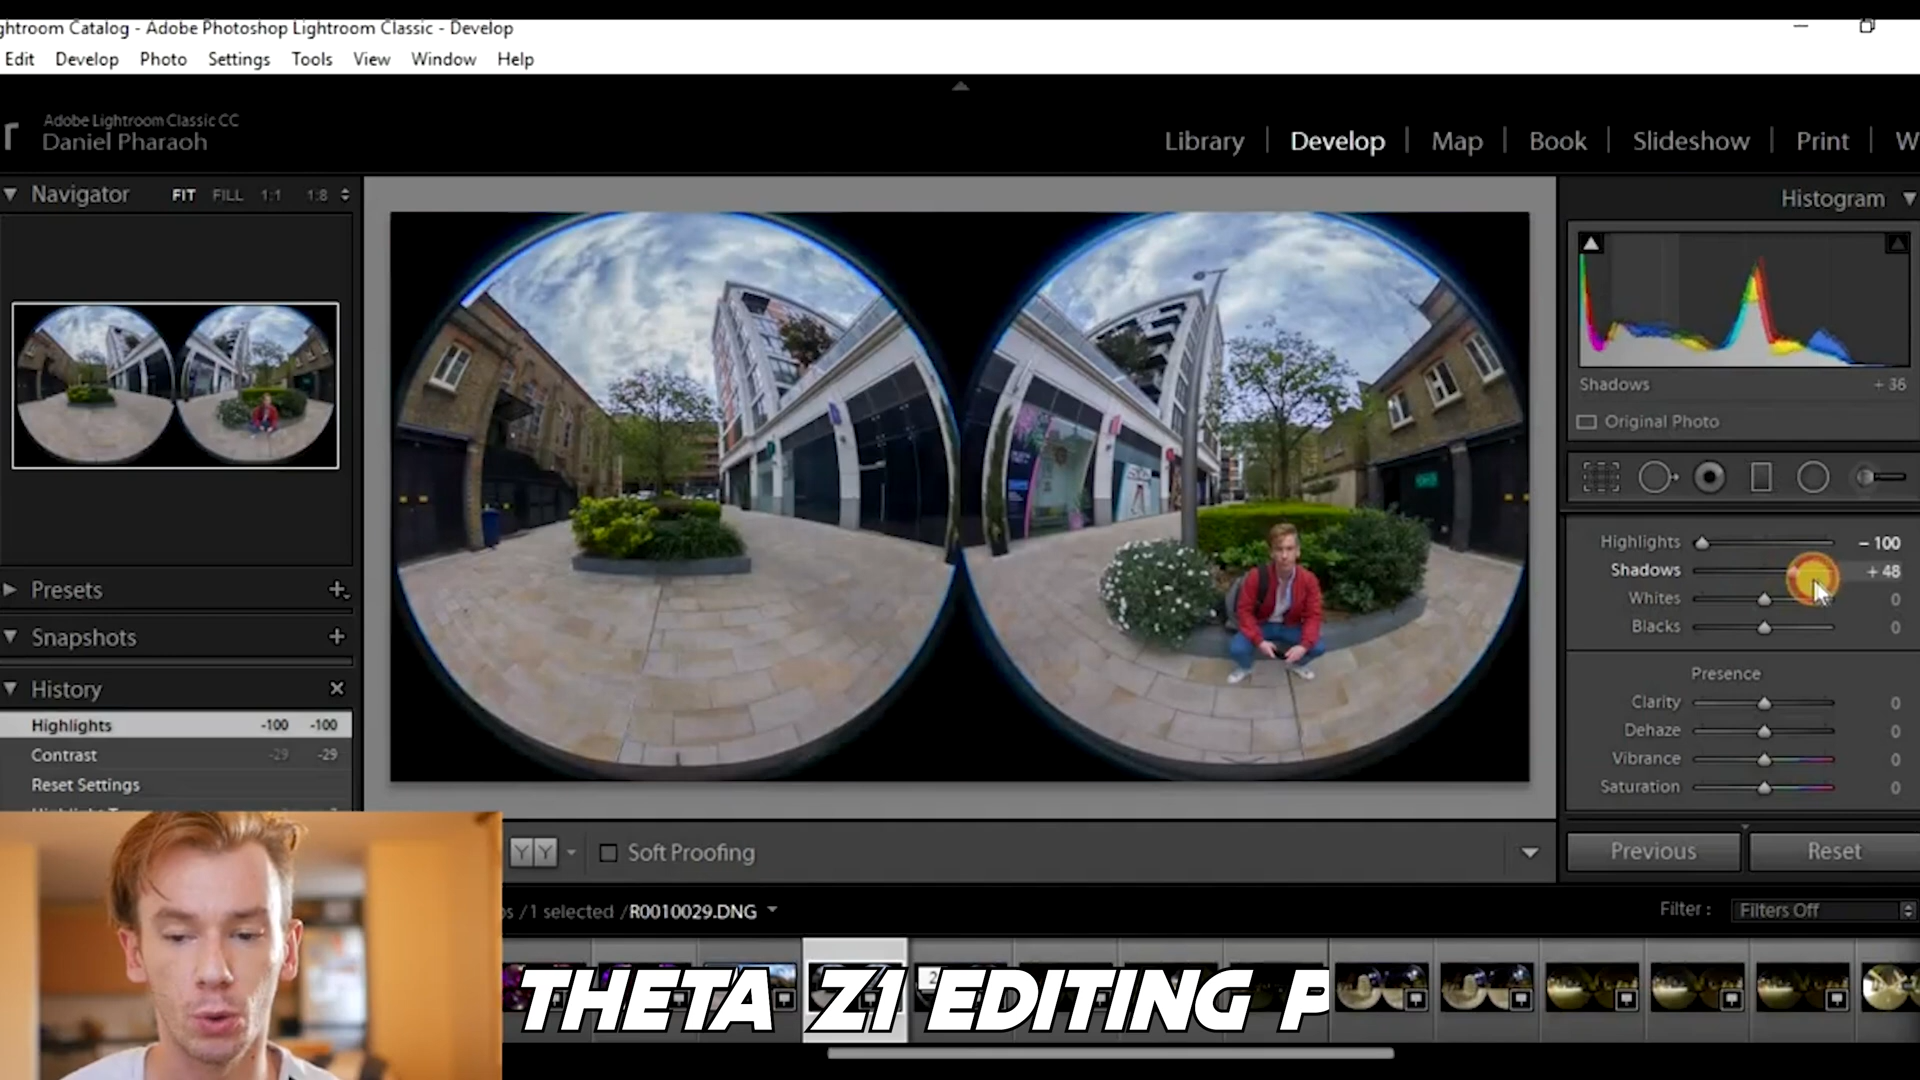 ghtroom Catalog - Adobe Photoshop Lightroom Classic - Develop
Edit Develop Photo Settings Tools View Window Help
r
Adobe Lightroom Classic CC
Daniel Pharaoh
Library | Develop | Map | Book | Slideshow | Print | W
Navigator FIT FILL 1:1 1:8
Histogram
Shadows + 36
Original Photo
Highlights - 100
Shadows + 48
Whites 0
Blacks 0
Presence
Clarity 0
Dehaze 0
Vibrance 0
Saturation 0
Presets
Snapshots
History
Highlights -100 -100
Contrast -29 -29
Reset Settings
YY Soft Proofing
Previous Reset
os / 1 selected / R0010029.DNG
Filter : Filters Off
2
THETA Z1 EDITING P